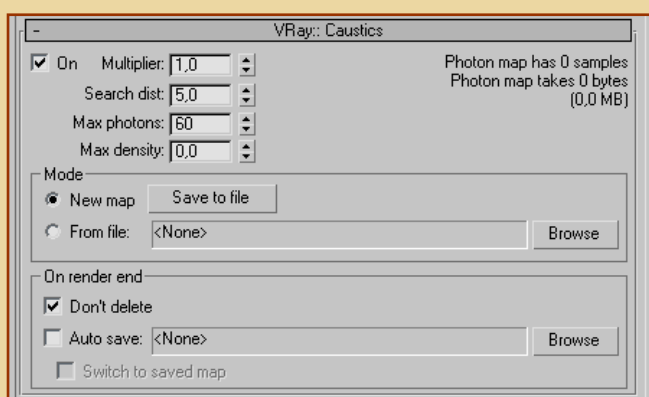 - VRay:: Caustics
On Multiplier: 1,0
Photon map has 0 samples
Search dist: 5,0
Photon map takes 0 bytes
(0,0 MB)
Max photons: 60
Max density: 0,0
Mode
New map Save to file
From file: <None> Browse
On render end
Don't delete
Auto save: <None> Browse
Switch to saved map